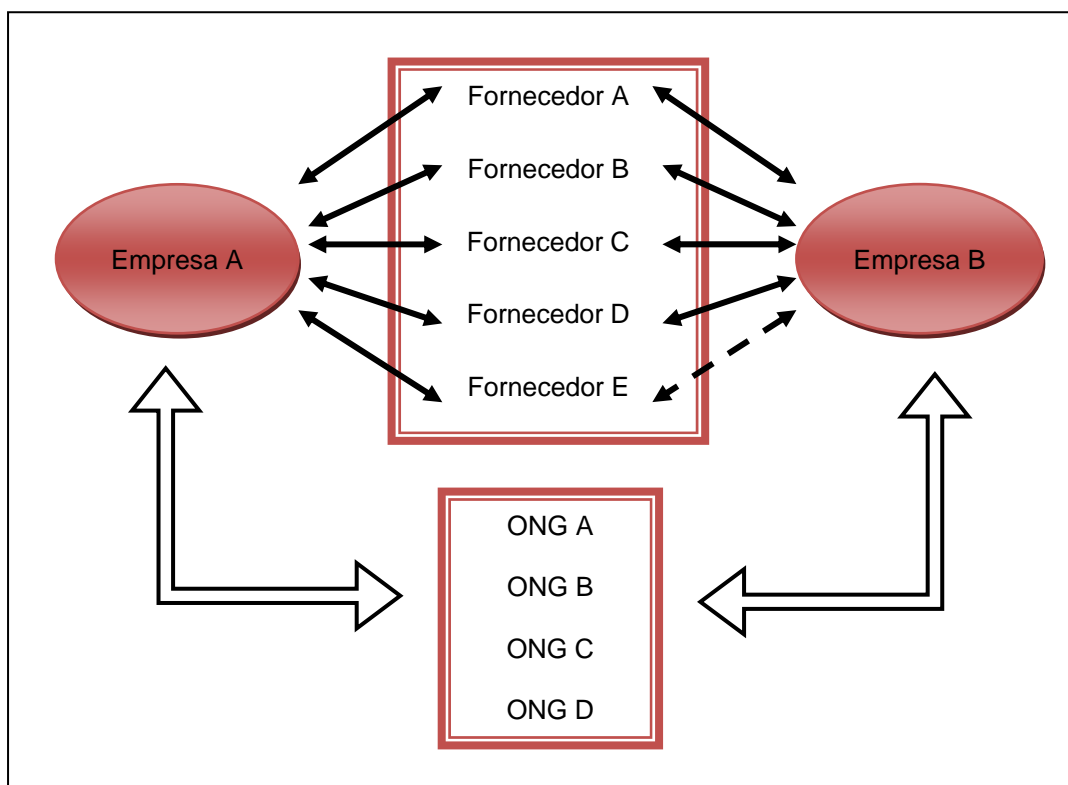 Fornecedor A
Fornecedor B
Fornecedor C
Fornecedor D
Fornecedor E
Empresa A
Empresa B
ONG A
ONG B
ONG C
ONG D